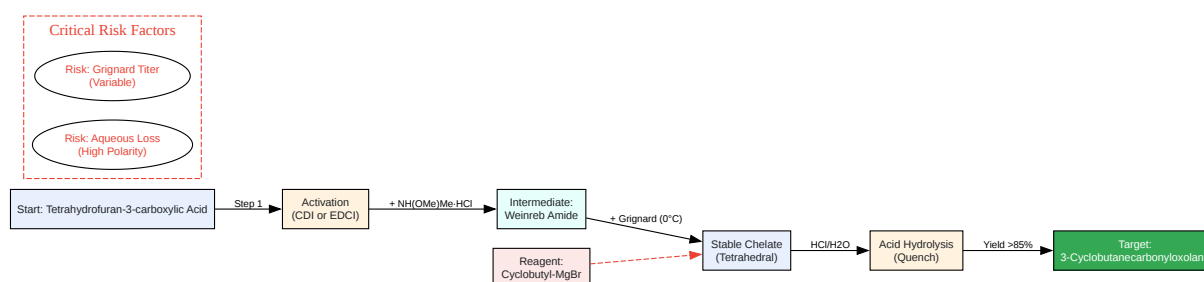 Critical Risk Factors
Risk: Grignard Titer
(Variable)
Risk: Aqueous Loss
(High Polarity)
Start: Tetrahydrofuran-3-carboxylic Acid
Step 1
Activation
(CDI or EDCI)
+ NH(OMe)Me·HCl
Intermediate:
Weinreb Amide
+ Grignard (0°C)
Reagent:
Cyclobutyl-MgBr
Stable Chelate
(Tetrahedral)
HCl/H2O
Acid Hydrolysis
(Quench)
Yield >85%
Target:
3-Cyclobutanecarbonyloxolan